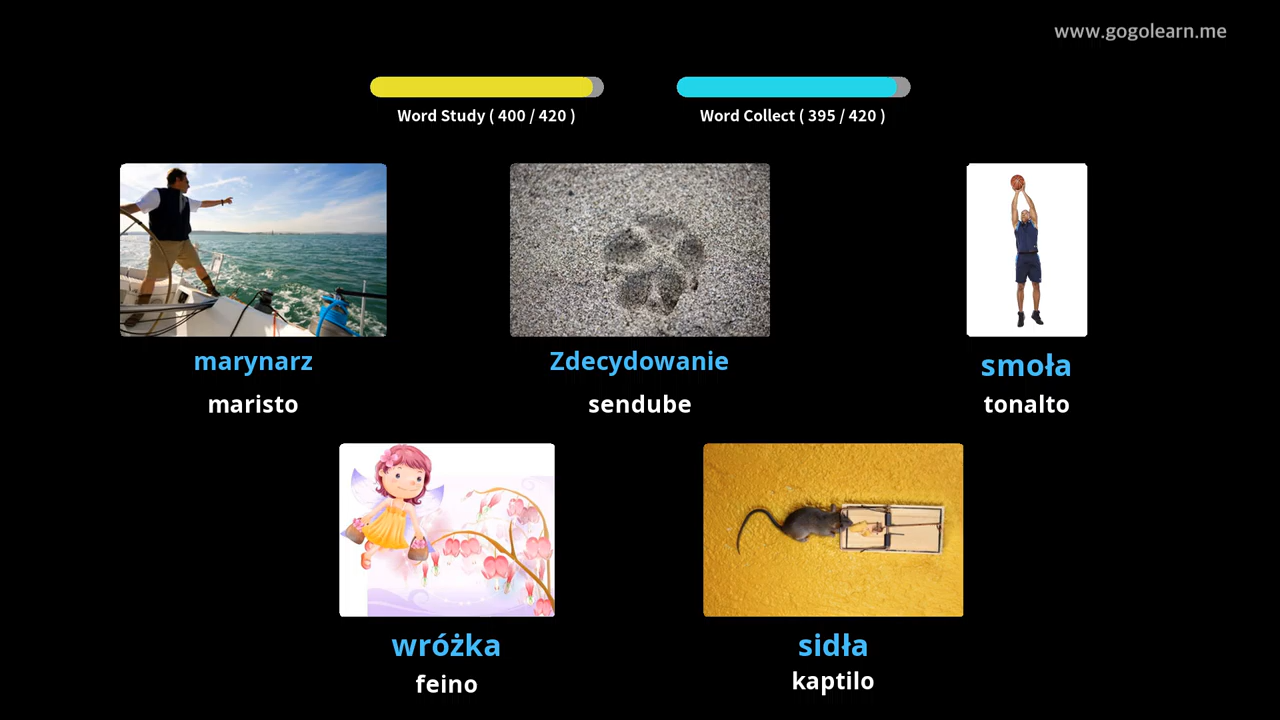 www.gogolearn.me
Word Study ( 400 / 420 )
Word Collect ( 395 / 420 )
marynarz
maristo
Zdecydowanie
sendube
smoła
tonalto
wróżka
feino
sidła
kaptilo